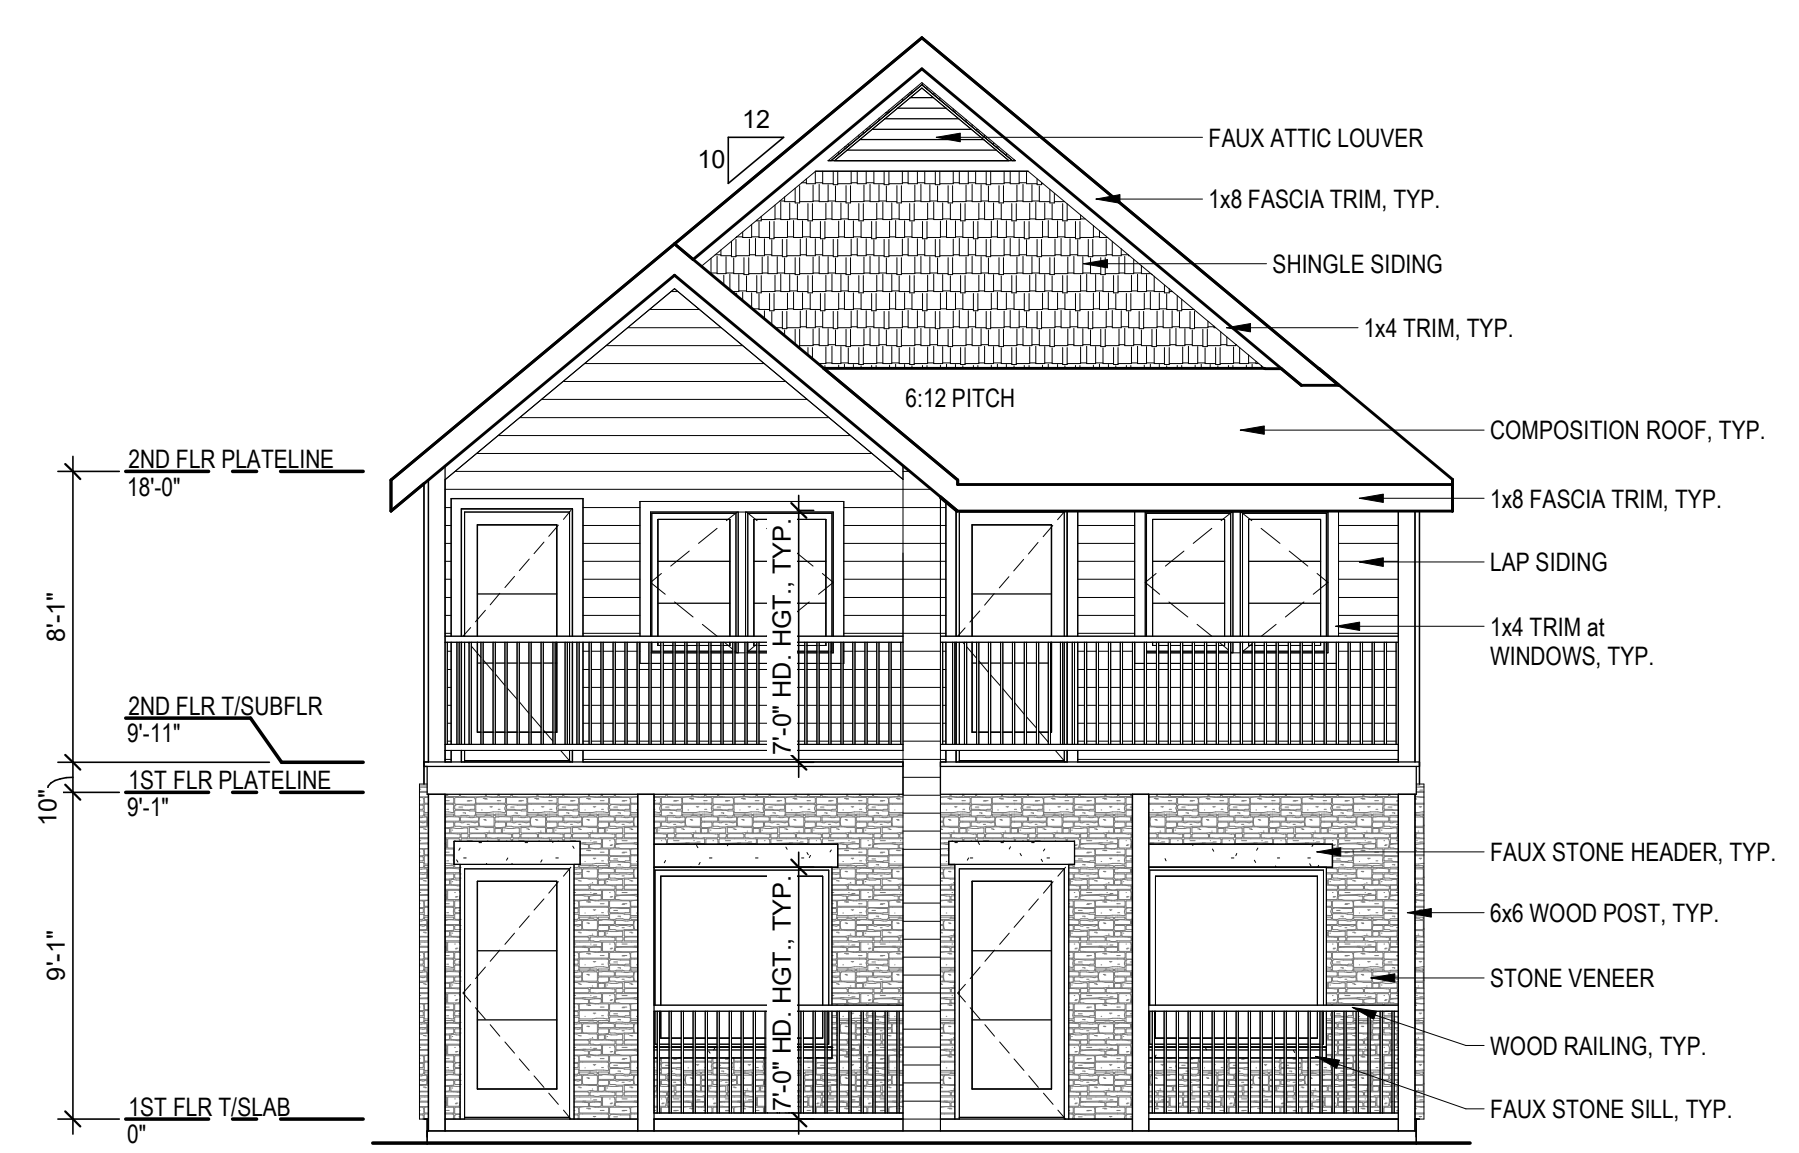 12
10
FAUX ATTIC LOUVER
1x8 FASCIA TRIM, TYP.
SHINGLE SIDING
1x4 TRIM, TYP.
6:12 PITCH
COMPOSITION ROOF, TYP.
2ND FLR PLATELINE
18'-0"
1x8 FASCIA TRIM, TYP.
LAP SIDING
8'-1"
7'-0" HD. HGT., TYP.
1x4 TRIM at
WINDOWS, TYP.
2ND FLR T/SUBFLR
9'-11"
10"
1ST FLR PLATELINE
9'-1"
FAUX STONE HEADER, TYP.
6x6 WOOD POST, TYP.
9'-1"
7'-0" HD. HGT., TYP.
STONE VENEER
WOOD RAILING, TYP.
1ST FLR T/SLAB
0"
FAUX STONE SILL, TYP.